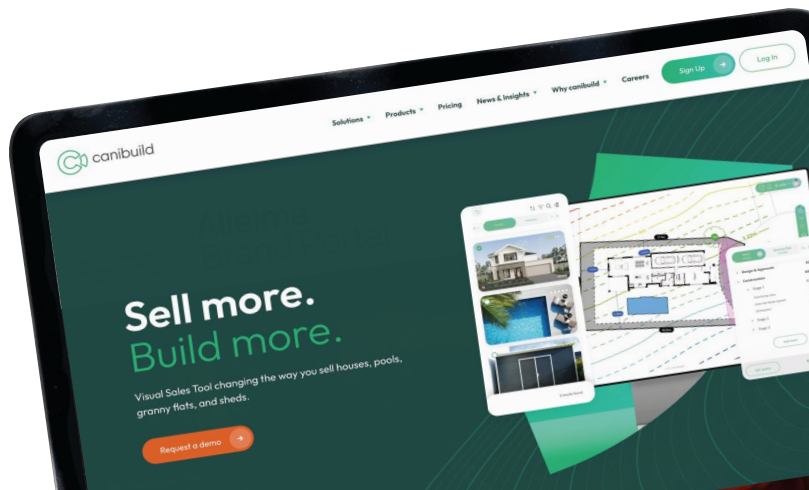 canibuild
Solutions
Products
Pricing
News & Insights
Why canibuild
Careers
Sign Up
Log In
Sell more.
Build more.
Visual Sales Tool changing the way you sell houses, pools,
granny flats, and sheds.
Request a demo